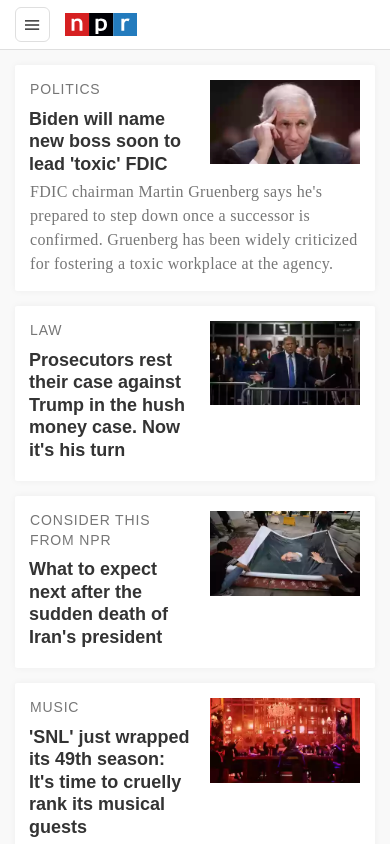 npr
POLITICS
Biden will name
new boss soon to
lead 'toxic' FDIC
FDIC chairman Martin Gruenberg says he's
prepared to step down once a successor is
confirmed. Gruenberg has been widely criticized
for fostering a toxic workplace at the agency.
LAW
Prosecutors rest
their case against
Trump in the hush
money case. Now
it's his turn
CONSIDER THIS
FROM NPR
What to expect
next after the
sudden death of
Iran's president
MUSIC
'SNL' just wrapped
its 49th season:
It's time to cruelly
rank its musical
guests